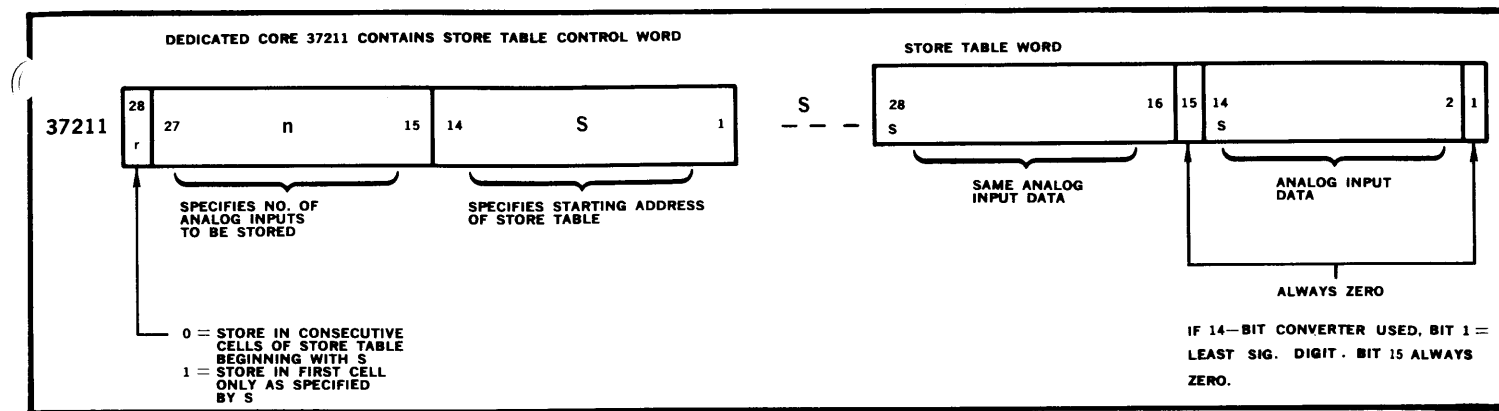 DEDICATED CORE 37211 CONTAINS STORE TABLE CONTROL WORD
37211
28
r
27 n 15
14 S 1
SPECIFIES NO. OF
ANALOG INPUTS
TO BE STORED
SPECIFIES STARTING ADDRESS
OF STORE TABLE
0 = STORE IN CONSECUTIVE
CELLS OF STORE TABLE
BEGINNING WITH S
1 = STORE IN FIRST CELL
ONLY AS SPECIFIED
BY S
STORE TABLE WORD
S
28 16
S
15
14 2
S
1
SAME ANALOG
INPUT DATA
ANALOG INPUT
DATA
ALWAYS ZERO
IF 14-BIT CONVERTER USED, BIT 1 =
LEAST SIG. DIGIT. BIT 15 ALWAYS
ZERO.